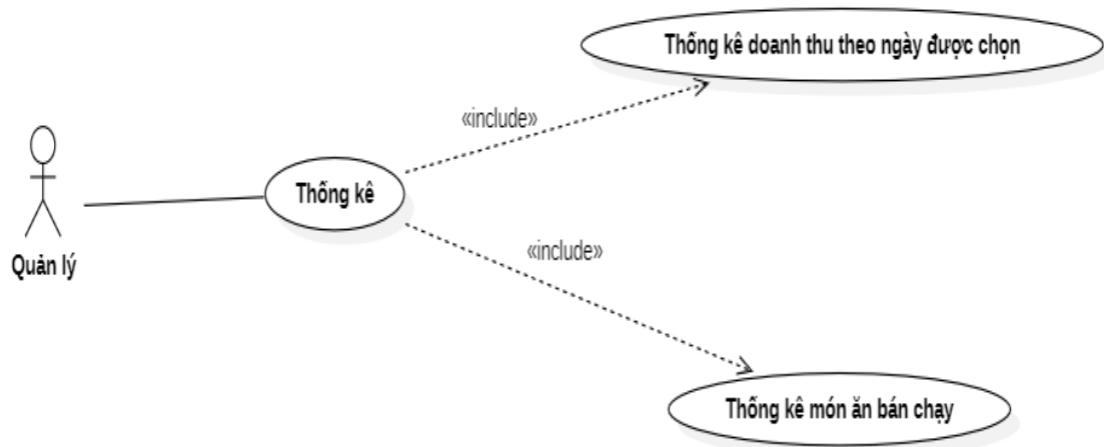 Thống kê doanh thu theo ngày được chọn
«include»
Thống kê
Quản lý
«include»
Thống kê món ăn bán chạy